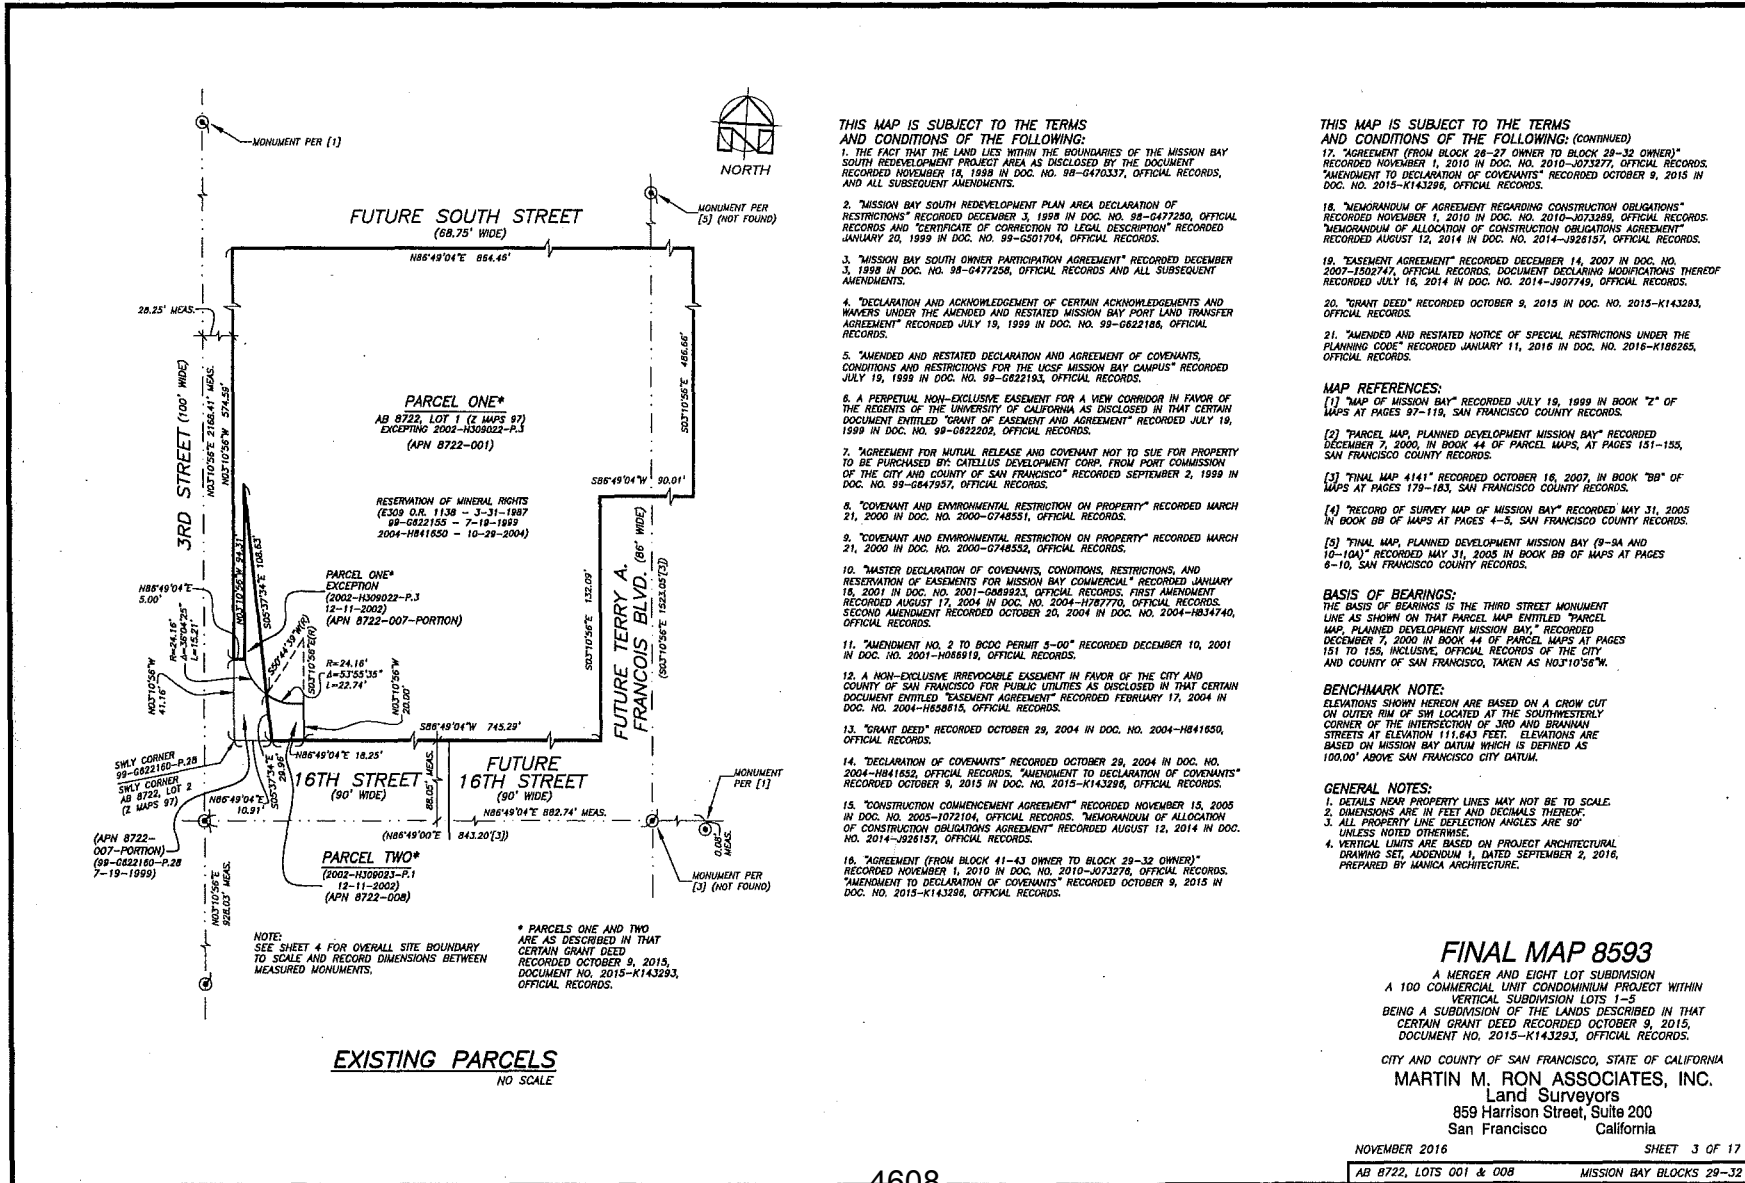 MONUMENT PER [1]
NORTH
MONUMENT PER
[5] (NOT FOUND)
FUTURE SOUTH STREET
(68.75' WIDE)
N86°49'04"E 864.46'
28.25' MEAS.
3RD STREET (100' WIDE)
N03°10'56"E 2168.41' MEAS.
N03°10'56"W 574.59'
S03°10'56"E 486.66'
PARCEL ONE*
AB 8722, LOT 1 (Z MAPS 97)
EXCEPTING 2002-H309022-P.3
(APN 8722-001)
S86°49'04"W 90.01'
RESERVATION OF MINERAL RIGHTS
(E309 O.R. 1138 - 3-31-1987
99-G622155 - 7-19-1999
2004-H841650 - 10-29-2004)
N03°10'56"W 94.31'
S05°37'34"E 108.63'
PARCEL ONE*
EXCEPTION
(2002-H309022-P.3
12-11-2002)
(APN 8722-007-PORTION)
N86°49'04"E
5.00'
R=24.16'
Δ=36°04'25"
L=15.21'
S50°44'39"W(R)
S03°10'56"E(R)
R=24.16'
Δ=53°55'35"
L=22.74'
N03°10'56"W
20.00'
N03°10'56"W
41.16'
S03°10'56"E 132.09'
FUTURE TERRY A.
FRANCOIS BLVD. (86' WIDE)
(S03°10'56"E 1523.05'[3])
S86°49'04"W 745.29'
N86°49'04"E 18.25'
SWLY CORNER
99-G622160-P.28
SWLY CORNER
AB 8722, LOT 2
(Z MAPS 97)
S05°37'34"E
29.96'
N86°49'04"E
10.91'
16TH STREET
(90' WIDE)
88.05' MEAS.
FUTURE
16TH STREET
(90' WIDE)
MONUMENT
PER [1]
N86°49'04"E 882.74' MEAS.
(N86°49'00"E 843.20'[3])
0.08'
MEAS.
(APN 8722-
007-PORTION)
(99-G622160-P.28
7-19-1999)
PARCEL TWO*
(2002-H309023-P.1
12-11-2002)
(APN 8722-008)
MONUMENT PER
[3] (NOT FOUND)
N03°10'56"E
928.03' MEAS.
NOTE:
SEE SHEET 4 FOR OVERALL SITE BOUNDARY
TO SCALE AND RECORD DIMENSIONS BETWEEN
MEASURED MONUMENTS.
* PARCELS ONE AND TWO
ARE AS DESCRIBED IN THAT
CERTAIN GRANT DEED
RECORDED OCTOBER 9, 2015,
DOCUMENT NO. 2015-K143293,
OFFICIAL RECORDS.
EXISTING PARCELS
NO SCALE
THIS MAP IS SUBJECT TO THE TERMS
AND CONDITIONS OF THE FOLLOWING:
1. THE FACT THAT THE LAND LIES WITHIN THE BOUNDARIES OF THE MISSION BAY
SOUTH REDEVELOPMENT PROJECT AREA AS DISCLOSED BY THE DOCUMENT
RECORDED NOVEMBER 18, 1998 IN DOC. NO. 98-G470337, OFFICIAL RECORDS,
AND ALL SUBSEQUENT AMENDMENTS.
2. "MISSION BAY SOUTH REDEVELOPMENT PLAN AREA DECLARATION OF
RESTRICTIONS" RECORDED DECEMBER 3, 1998 IN DOC. NO. 98-G477250, OFFICIAL
RECORDS AND "CERTIFICATE OF CORRECTION TO LEGAL DESCRIPTION" RECORDED
JANUARY 20, 1999 IN DOC. NO. 99-G501704, OFFICIAL RECORDS.
3. "MISSION BAY SOUTH OWNER PARTICIPATION AGREEMENT" RECORDED DECEMBER
3, 1998 IN DOC. NO. 98-G477258, OFFICIAL RECORDS AND ALL SUBSEQUENT
AMENDMENTS.
4. "DECLARATION AND ACKNOWLEDGEMENT OF CERTAIN ACKNOWLEDGEMENTS AND
WAIVERS UNDER THE AMENDED AND RESTATED MISSION BAY PORT LAND TRANSFER
AGREEMENT" RECORDED JULY 19, 1999 IN DOC. NO. 99-G622186, OFFICIAL
RECORDS.
5. "AMENDED AND RESTATED DECLARATION AND AGREEMENT OF COVENANTS,
CONDITIONS AND RESTRICTIONS FOR THE UCSF MISSION BAY CAMPUS" RECORDED
JULY 19, 1999 IN DOC. NO. 99-G622193, OFFICIAL RECORDS.
6. A PERPETUAL NON-EXCLUSIVE EASEMENT FOR A VIEW CORRIDOR IN FAVOR OF
THE REGENTS OF THE UNIVERSITY OF CALIFORNIA AS DISCLOSED IN THAT CERTAIN
DOCUMENT ENTITLED "GRANT OF EASEMENT AND AGREEMENT" RECORDED JULY 19,
1999 IN DOC. NO. 99-G622202, OFFICIAL RECORDS.
7. "AGREEMENT FOR MUTUAL RELEASE AND COVENANT NOT TO SUE FOR PROPERTY
TO BE PURCHASED BY: CATELLUS DEVELOPMENT CORP. FROM PORT COMMISSION
OF THE CITY AND COUNTY OF SAN FRANCISCO" RECORDED SEPTEMBER 2, 1999 IN
DOC. NO. 99-G647957, OFFICIAL RECORDS.
8. "COVENANT AND ENVIRONMENTAL RESTRICTION ON PROPERTY" RECORDED MARCH
21, 2000 IN DOC. NO. 2000-G748551, OFFICIAL RECORDS.
9. "COVENANT AND ENVIRONMENTAL RESTRICTION ON PROPERTY" RECORDED MARCH
21, 2000 IN DOC. NO. 2000-G748552, OFFICIAL RECORDS.
10. "MASTER DECLARATION OF COVENANTS, CONDITIONS, RESTRICTIONS, AND
RESERVATION OF EASEMENTS FOR MISSION BAY COMMERCIAL" RECORDED JANUARY
16, 2001 IN DOC. NO. 2001-G889923, OFFICIAL RECORDS. FIRST AMENDMENT
RECORDED AUGUST 17, 2004 IN DOC. NO. 2004-H787770, OFFICIAL RECORDS.
SECOND AMENDMENT RECORDED OCTOBER 20, 2004 IN DOC. NO. 2004-H834740,
OFFICIAL RECORDS.
11. "AMENDMENT NO. 2 TO BCDC PERMIT 5-00" RECORDED DECEMBER 10, 2001
IN DOC. NO. 2001-H066919, OFFICIAL RECORDS.
12. A NON-EXCLUSIVE IRREVOCABLE EASEMENT IN FAVOR OF THE CITY AND
COUNTY OF SAN FRANCISCO FOR PUBLIC UTILITIES AS DISCLOSED IN THAT CERTAIN
DOCUMENT ENTITLED "EASEMENT AGREEMENT" RECORDED FEBRUARY 17, 2004 IN
DOC. NO. 2004-H658615, OFFICIAL RECORDS.
13. "GRANT DEED" RECORDED OCTOBER 29, 2004 IN DOC. NO. 2004-H841650,
OFFICIAL RECORDS.
14. "DECLARATION OF COVENANTS" RECORDED OCTOBER 29, 2004 IN DOC. NO.
2004-H841652, OFFICIAL RECORDS. "AMENDMENT TO DECLARATION OF COVENANTS"
RECORDED OCTOBER 9, 2015 IN DOC. NO. 2015-K143296, OFFICIAL RECORDS.
15. "CONSTRUCTION COMMENCEMENT AGREEMENT" RECORDED NOVEMBER 15, 2005
IN DOC. NO. 2005-I072104, OFFICIAL RECORDS. "MEMORANDUM OF ALLOCATION
OF CONSTRUCTION OBLIGATIONS AGREEMENT" RECORDED AUGUST 12, 2014 IN DOC.
NO. 2014-J926157, OFFICIAL RECORDS.
16. "AGREEMENT (FROM BLOCK 41-43 OWNER TO BLOCK 29-32 OWNER)"
RECORDED NOVEMBER 1, 2010 IN DOC. NO. 2010-J073276, OFFICIAL RECORDS.
"AMENDMENT TO DECLARATION OF COVENANTS" RECORDED OCTOBER 9, 2015 IN
DOC. NO. 2015-K143296, OFFICIAL RECORDS.
THIS MAP IS SUBJECT TO THE TERMS
AND CONDITIONS OF THE FOLLOWING: (CONTINUED)
17. "AGREEMENT (FROM BLOCK 26-27 OWNER TO BLOCK 29-32 OWNER)"
RECORDED NOVEMBER 1, 2010 IN DOC. NO. 2010-J073277, OFFICIAL RECORDS.
"AMENDMENT TO DECLARATION OF COVENANTS" RECORDED OCTOBER 9, 2015 IN
DOC. NO. 2015-K143296, OFFICIAL RECORDS.
18. "MEMORANDUM OF AGREEMENT REGARDING CONSTRUCTION OBLIGATIONS"
RECORDED NOVEMBER 1, 2010 IN DOC. NO. 2010-J073289, OFFICIAL RECORDS.
"MEMORANDUM OF ALLOCATION OF CONSTRUCTION OBLIGATIONS AGREEMENT"
RECORDED AUGUST 12, 2014 IN DOC. NO. 2014-J926157, OFFICIAL RECORDS.
19. "EASEMENT AGREEMENT" RECORDED DECEMBER 14, 2007 IN DOC. NO.
2007-I502747, OFFICIAL RECORDS. DOCUMENT DECLARING MODIFICATIONS THEREOF
RECORDED JULY 16, 2014 IN DOC. NO. 2014-J907749, OFFICIAL RECORDS.
20. "GRANT DEED" RECORDED OCTOBER 9, 2015 IN DOC. NO. 2015-K143293,
OFFICIAL RECORDS.
21. "AMENDED AND RESTATED NOTICE OF SPECIAL RESTRICTIONS UNDER THE
PLANNING CODE" RECORDED JANUARY 11, 2016 IN DOC. NO. 2016-K186265,
OFFICIAL RECORDS.
MAP REFERENCES:
[1] "MAP OF MISSION BAY" RECORDED JULY 19, 1999 IN BOOK "Z" OF
MAPS AT PAGES 97-119, SAN FRANCISCO COUNTY RECORDS.
[2] "PARCEL MAP, PLANNED DEVELOPMENT MISSION BAY" RECORDED
DECEMBER 7, 2000, IN BOOK 44 OF PARCEL MAPS, AT PAGES 151-155,
SAN FRANCISCO COUNTY RECORDS.
[3] "FINAL MAP 4141" RECORDED OCTOBER 16, 2007, IN BOOK "BB" OF
MAPS AT PAGES 179-183, SAN FRANCISCO COUNTY RECORDS.
[4] "RECORD OF SURVEY MAP OF MISSION BAY" RECORDED MAY 31, 2005
IN BOOK BB OF MAPS AT PAGES 4-5, SAN FRANCISCO COUNTY RECORDS.
[5] "FINAL MAP, PLANNED DEVELOPMENT MISSION BAY (9-9A AND
10-10A)" RECORDED MAY 31, 2005 IN BOOK BB OF MAPS AT PAGES
6-10, SAN FRANCISCO COUNTY RECORDS.
BASIS OF BEARINGS:
THE BASIS OF BEARINGS IS THE THIRD STREET MONUMENT
LINE AS SHOWN ON THAT PARCEL MAP ENTITLED "PARCEL
MAP, PLANNED DEVELOPMENT MISSION BAY," RECORDED
DECEMBER 7, 2000 IN BOOK 44 OF PARCEL MAPS AT PAGES
151 TO 155, INCLUSIVE, OFFICIAL RECORDS OF THE CITY
AND COUNTY OF SAN FRANCISCO, TAKEN AS N03°10'56"W.
BENCHMARK NOTE:
ELEVATIONS SHOWN HEREON ARE BASED ON A CROW CUT
ON OUTER RIM OF SWI LOCATED AT THE SOUTHWESTERLY
CORNER OF THE INTERSECTION OF 3RD AND BRANNAN
STREETS AT ELEVATION 111.643 FEET. ELEVATIONS ARE
BASED ON MISSION BAY DATUM WHICH IS DEFINED AS
100.00' ABOVE SAN FRANCISCO CITY DATUM.
GENERAL NOTES:
1. DETAILS NEAR PROPERTY LINES MAY NOT BE TO SCALE.
2. DIMENSIONS ARE IN FEET AND DECIMALS THEREOF.
3. ALL PROPERTY LINE DEFLECTION ANGLES ARE 90°
UNLESS NOTED OTHERWISE.
4. VERTICAL LIMITS ARE BASED ON PROJECT ARCHITECTURAL
DRAWING SET, ADDENDUM 1, DATED SEPTEMBER 2, 2016,
PREPARED BY MANICA ARCHITECTURE.
FINAL MAP 8593
A MERGER AND EIGHT LOT SUBDIVISION
A 100 COMMERCIAL UNIT CONDOMINIUM PROJECT WITHIN
VERTICAL SUBDIVISION LOTS 1-5
BEING A SUBDIVISION OF THE LANDS DESCRIBED IN THAT
CERTAIN GRANT DEED RECORDED OCTOBER 9, 2015,
DOCUMENT NO. 2015-K143293, OFFICIAL RECORDS.
CITY AND COUNTY OF SAN FRANCISCO, STATE OF CALIFORNIA
MARTIN M. RON ASSOCIATES, INC.
Land Surveyors
859 Harrison Street, Suite 200
San Francisco California
NOVEMBER 2016 SHEET 3 OF 17
AB 8722, LOTS 001 & 008 MISSION BAY BLOCKS 29-32
4608